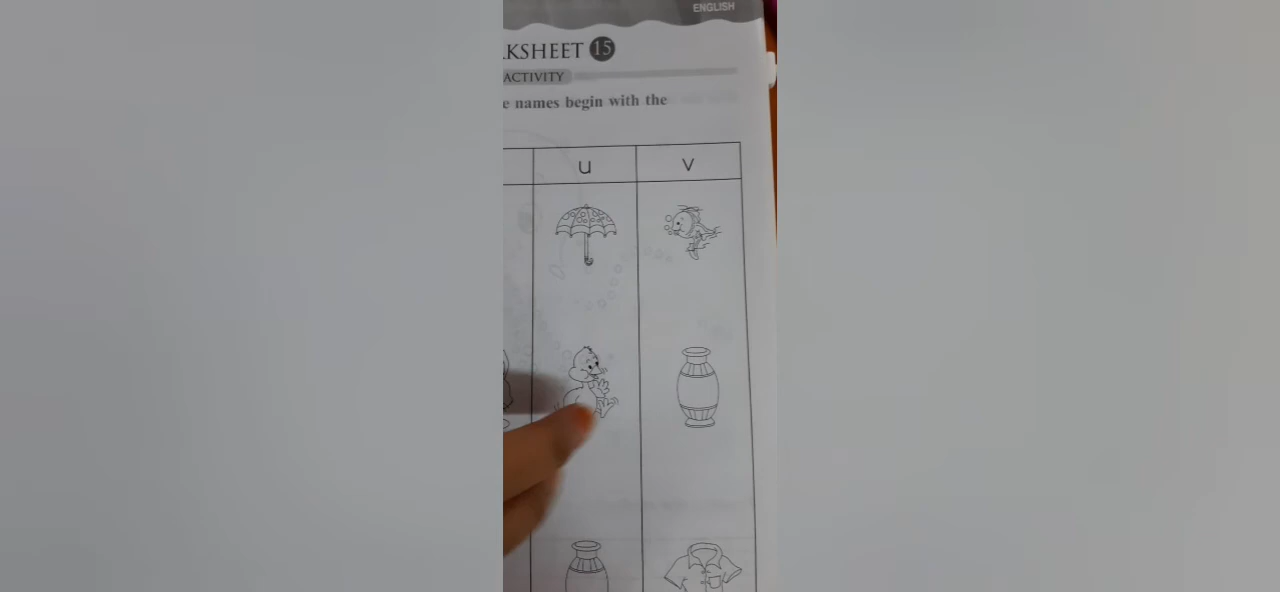 ENGLISH
KSHEET 15
ACTIVITY
e names begin with the
u v